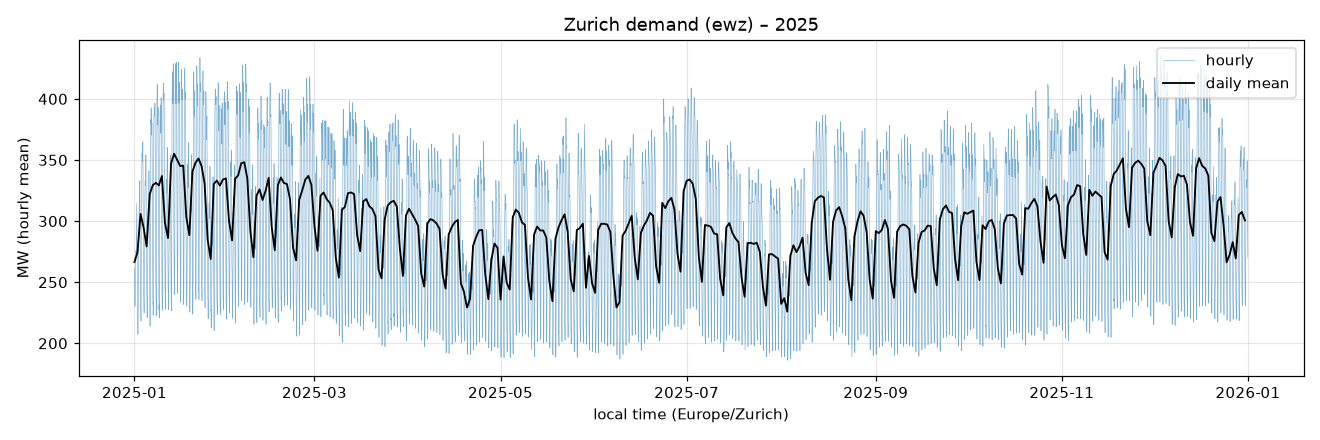 Zurich demand (ewz) – 2025
hourly
daily mean
MW (hourly mean)
400
350
300
250
200
2025-01 2025-03 2025-05 2025-07 2025-09 2025-11 2026-01
local time (Europe/Zurich)